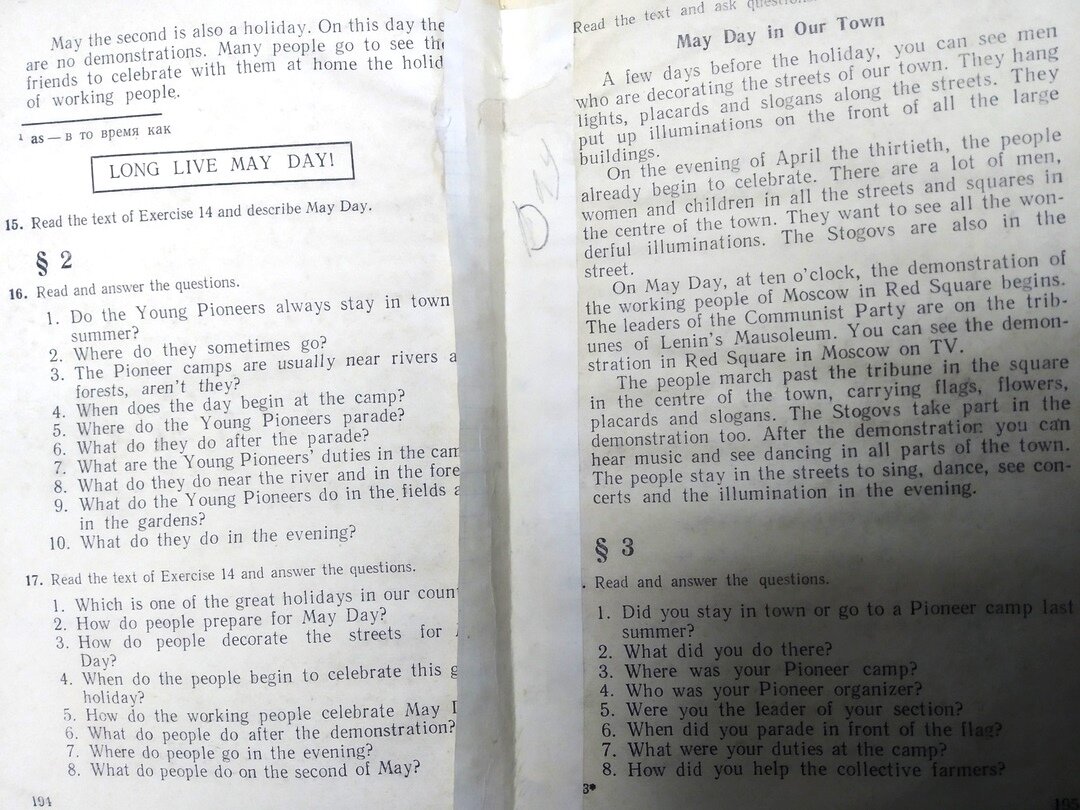 May the second is also a holiday. On this day the
are no demonstrations. Many people go to see
friends to celebrate with them at home the holid
of working people.
¹ as — в то время как
LONG LIVE MAY DAY!
15. Read the text of Exercise 14 and describe May Day.
§ 2
16. Read and answer the questions.
1. Do the Young Pioneers always stay in town
summer?
2. Where do they sometimes go?
3. The Pioneer camps are usually near rivers a
forests, aren't they?
4. When does the day begin at the camp?
5. Where do the Young Pioneers parade?
6. What do they do after the parade?
7. What are the Young Pioneers' duties in the cam
8. What do they do near the river and in the fore
9. What do the Young Pioneers do in the fields a
in the gardens?
10. What do they do in the evening?
17. Read the text of Exercise 14 and answer the questions.
1. Which is one of the great holidays in our coun
2. How do people prepare for May Day?
3. How do people decorate the streets for
Day?
4. When do the people begin to celebrate this g
holiday?
5. How do the working people celebrate May
6. What do people do after the demonstration?
7. Where do people go in the evening?
8. What do people do on the second of May?
194
Read the text and ask
May Day in Our Town
A few days before the holiday, you can see men
who are decorating the streets of our town. They hang
lights, placards and slogans along the streets. They
put up illuminations on the front of all the large
buildings.
On the evening of April the thirtieth, the people
already begin to celebrate. There are a lot of men,
women and children in all the streets and squares in
the centre of the town. They want to see all the won-
derful illuminations. The Stogovs are also in the
street.
On May Day, at ten o'clock, the demonstration of
the working people of Moscow in Red Square begins.
The leaders of the Communist Party are on the trib-
unes of Lenin's Mausoleum. You can see the demon-
stration in Red Square in Moscow on TV.
The people march past the tribune in the square
in the centre of the town, carrying flags, flowers,
placards and slogans. The Stogovs take part in the
demonstration too. After the demonstration you can
hear music and see dancing in all parts of the town.
The people stay in the streets to sing, dance, see con-
certs and the illumination in the evening.
§ 3
. Read and answer the questions.
1. Did you stay in town or go to a Pioneer camp last
summer?
2. What did you do there?
3. Where was your Pioneer camp?
4. Who was your Pioneer organizer?
5. Were you the leader of your section?
6. When did you parade in front of the flag?
7. What were your duties at the camp?
8. How did you help the collective farmers?
3*